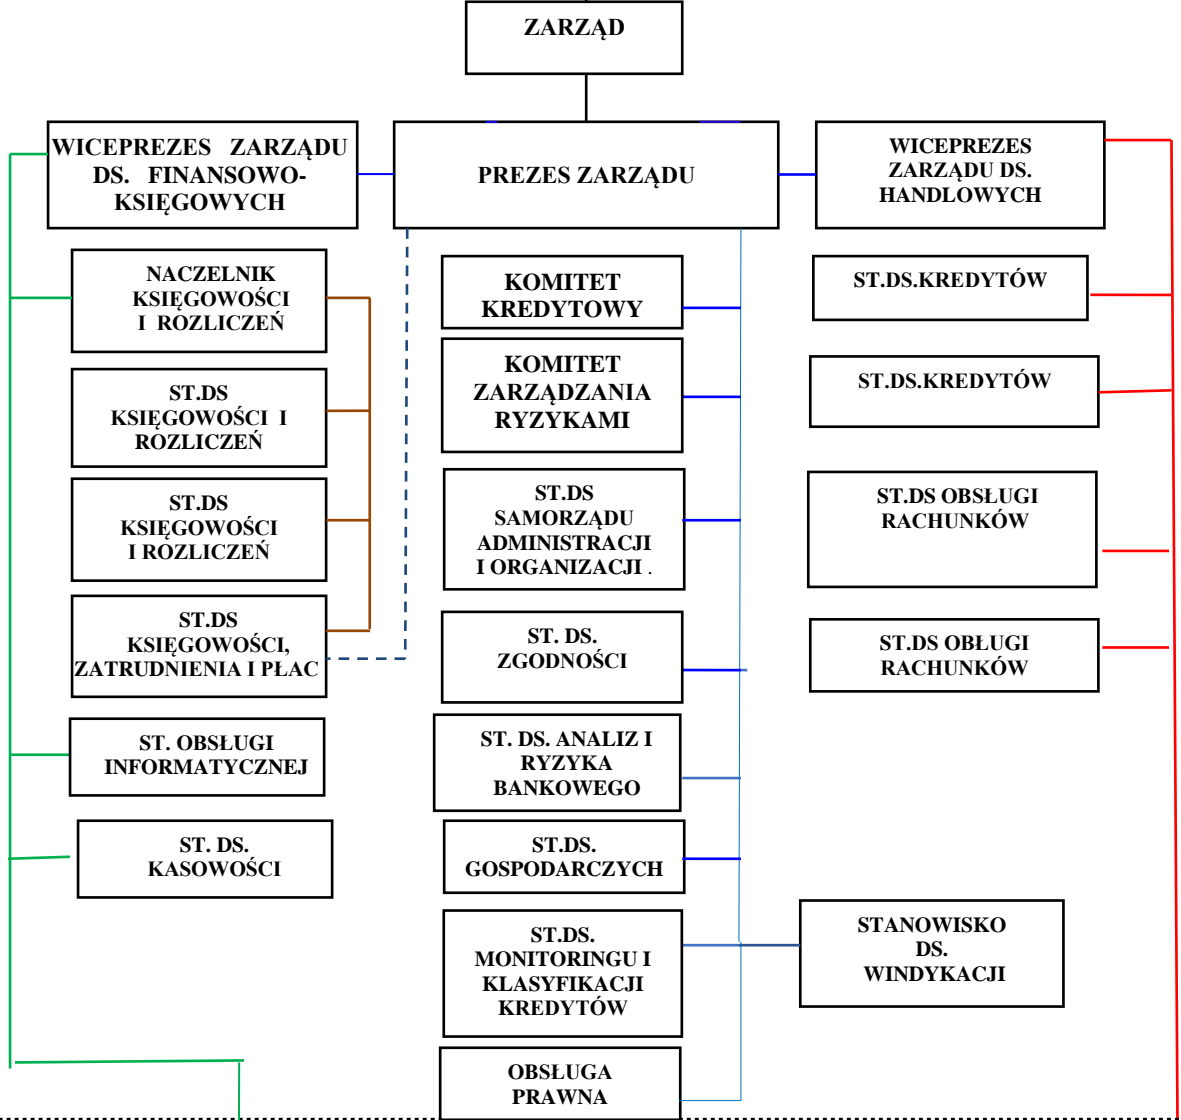 ZARZĄD
WICEPREZES ZARZĄDU
DS. FINANSOWO-
KSIĘGOWYCH
PREZES ZARZĄDU
WICEPREZES
ZARZĄDU DS.
HANDLOWYCH
NACZELNIK
KSIĘGOWOŚCI
I ROZLICZEŃ
ST.DS
KSIĘGOWOŚCI I
ROZLICZEŃ
ST.DS
KSIĘGOWOŚCI
I ROZLICZEŃ
ST.DS
KSIĘGOWOŚCI,
ZATRUDNIENIA I PŁAC
ST. OBSŁUGI
INFORMATYCZNEJ
ST. DS.
KASOWOŚCI
KOMITET
KREDYTOWY
KOMITET
ZARZĄDZANIA
RYZYKAMI
ST.DS
SAMORZĄDU
ADMINISTRACJI
I ORGANIZACJI .
ST. DS.
ZGODNOŚCI
ST. DS. ANALIZ I
RYZYKA
BANKOWEGO
ST.DS.
GOSPODARCZYCH
ST.DS.
MONITORINGU I
KLASYFIKACJI
KREDYTÓW
OBSŁUGA
PRAWNA
ST.DS.KREDYTÓW
ST.DS.KREDYTÓW
ST.DS OBSŁUGI
RACHUNKÓW
ST.DS OBŁUGI
RACHUNKÓW
STANOWISKO
DS.
WINDYKACJI